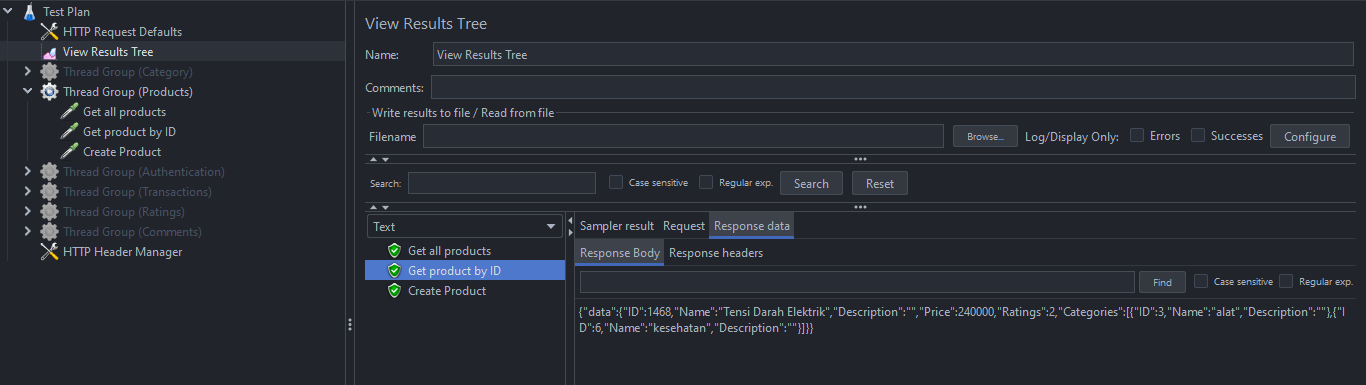 Test Plan
HTTP Request Defaults
View Results Tree
Thread Group (Category)
Thread Group (Products)
Get all products
Get product by ID
Create Product
Thread Group (Authentication)
Thread Group (Transactions)
Thread Group (Ratings)
Thread Group (Comments)
HTTP Header Manager
View Results Tree
Name: View Results Tree
Comments:
Write results to file / Read from file
Filename Browse... Log/Display Only: Errors Successes Configure
Search: Case sensitive Regular exp. Search Reset
Text
Get all products
Get product by ID
Create Product
Sampler result Request Response data
Response Body Response headers
Find Case sensitive Regular exp.
{"data":{"ID":1468,"Name":"Tensi Darah Elektrik","Description":"","Price":240000,"Ratings":2,"Categories":[{"ID":3,"Name":"alat","Description":""},{"I
D":6,"Name":"kesehatan","Description":""}]}}